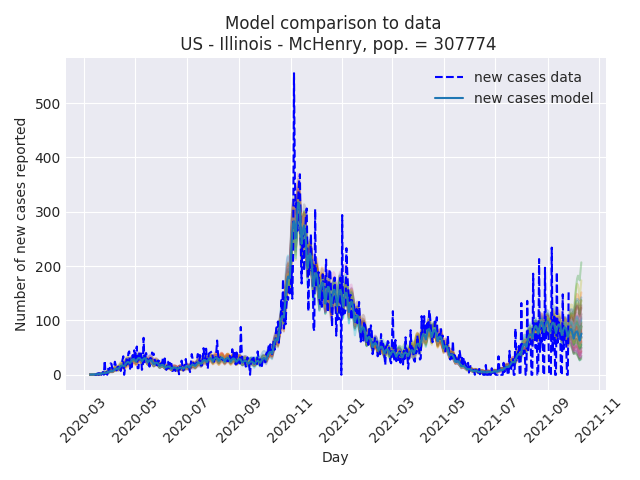 Model comparison to data
US - Illinois - McHenry, pop. = 307774
new cases data
new cases model
Number of new cases reported
500
400
300
200
100
0
2020-03
2020-05
2020-07
2020-09
2020-11
2021-01
2021-03
2021-05
2021-07
2021-09
2021-11
Day